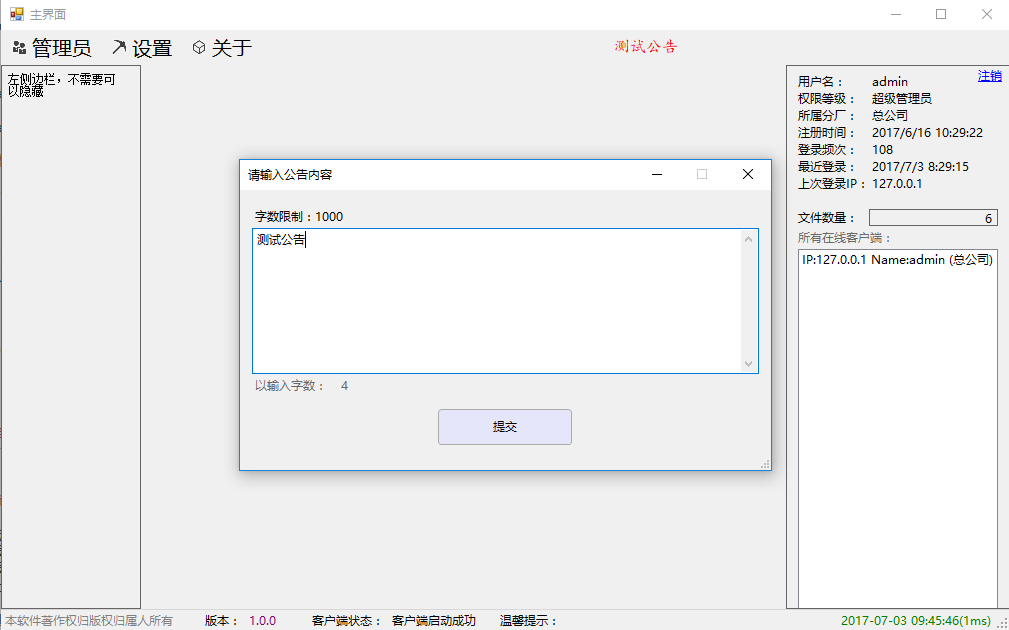 主界面
管理员 设置 关于
测试公告
左侧边栏，不需要可
以隐藏
注销
用户名： admin
权限等级： 超级管理员
所属分厂： 总公司
注册时间： 2017/6/16 10:29:22
登录频次： 108
最近登录： 2017/7/3 8:29:15
上次登录IP： 127.0.0.1
文件数量： 6
所有在线客户端：
IP:127.0.0.1 Name:admin (总公司)
请输入公告内容
字数限制：1000
测试公告
以输入字数： 4
提交
本软件著作权归版权归属人所有 版本： 1.0.0 客户端状态： 客户端启动成功 温馨提示： 2017-07-03 09:45:46(1ms)